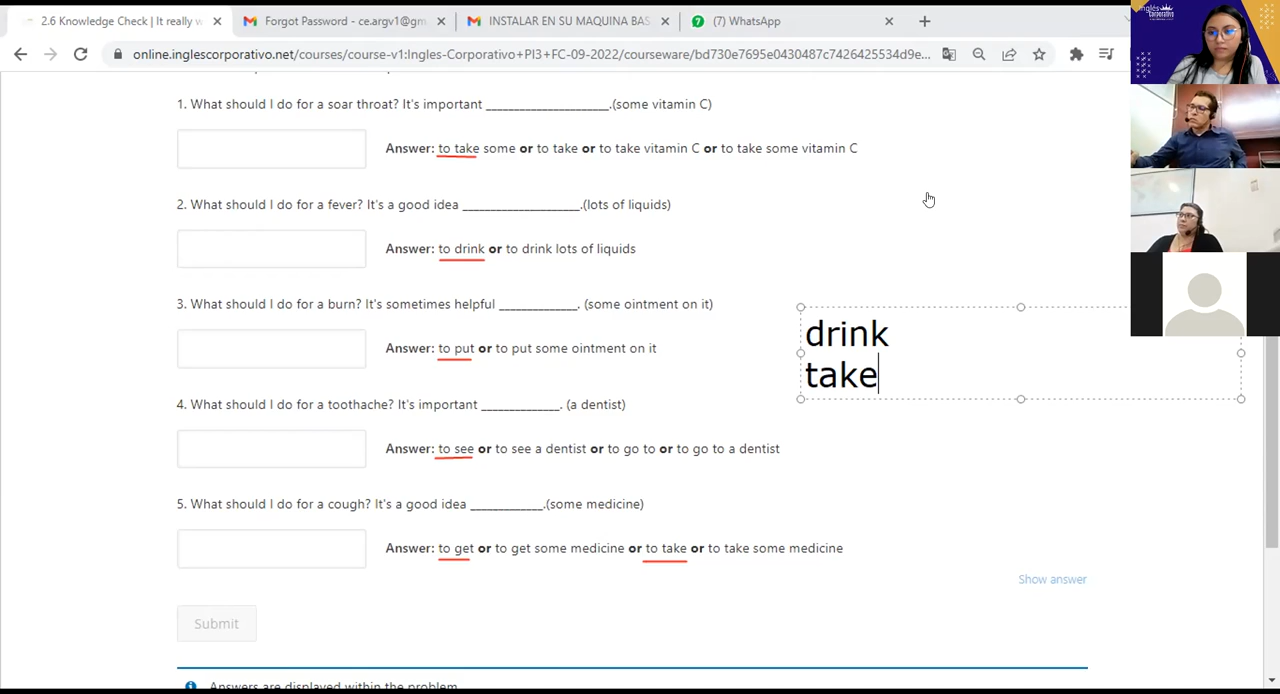 2.6 Knowledge Check | It really w
Forgot Password - ce.argv1@gm
INSTALAR EN SU MAQUINA BAS
(7) WhatsApp
online.inglescorporativo.net/courses/course-v1:Ingles-Corporativo+PI3+FC-09-2022/courseware/bd730e7695e0430487c7426425534d9e...
1. What should I do for a soar throat? It's important ______________________.(some vitamin C)
Answer: to take some or to take or to take vitamin C or to take some vitamin C
2. What should I do for a fever? It's a good idea ____________________.(lots of liquids)
Answer: to drink or to drink lots of liquids
3. What should I do for a burn? It's sometimes helpful ______________. (some ointment on it)
Answer: to put or to put some ointment on it
drink
take
4. What should I do for a toothache? It's important ______________. (a dentist)
Answer: to see or to see a dentist or to go to or to go to a dentist
5. What should I do for a cough? It's a good idea _____________.(some medicine)
Answer: to get or to get some medicine or to take or to take some medicine
Show answer
Submit
Answers are displayed within the problem
inglés
corporativo